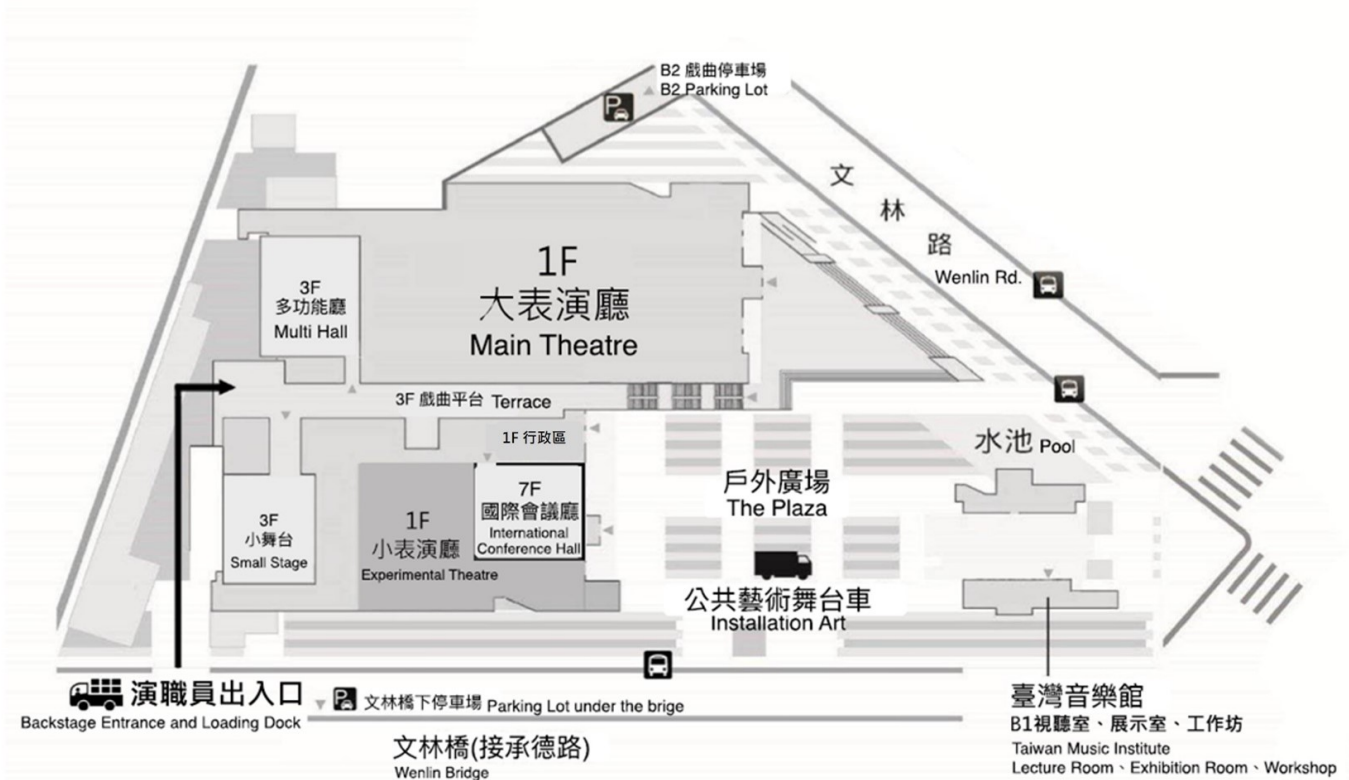 B2 戲曲停車場
B2 Parking Lot
P
文
林
路
Wenlin Rd.
1F
大表演廳
Main Theatre
3F
多功能廳
Multi Hall
3F 戲曲平台 Terrace
1F 行政區
水池 Pool
7F
國際會議廳
International
Conference Hall
戶外廣場
The Plaza
1F
小表演廳
Experimental Theatre
3F
小舞台
Small Stage
公共藝術舞台車
Installation Art
演職員出入口
Backstage Entrance and Loading Dock
P 文林橋下停車場 Parking Lot under the brige
文林橋(接承德路)
Wenlin Bridge
臺灣音樂館
B1視聽室、展示室、工作坊
Taiwan Music Institute
Lecture Room、Exhibition Room、Workshop